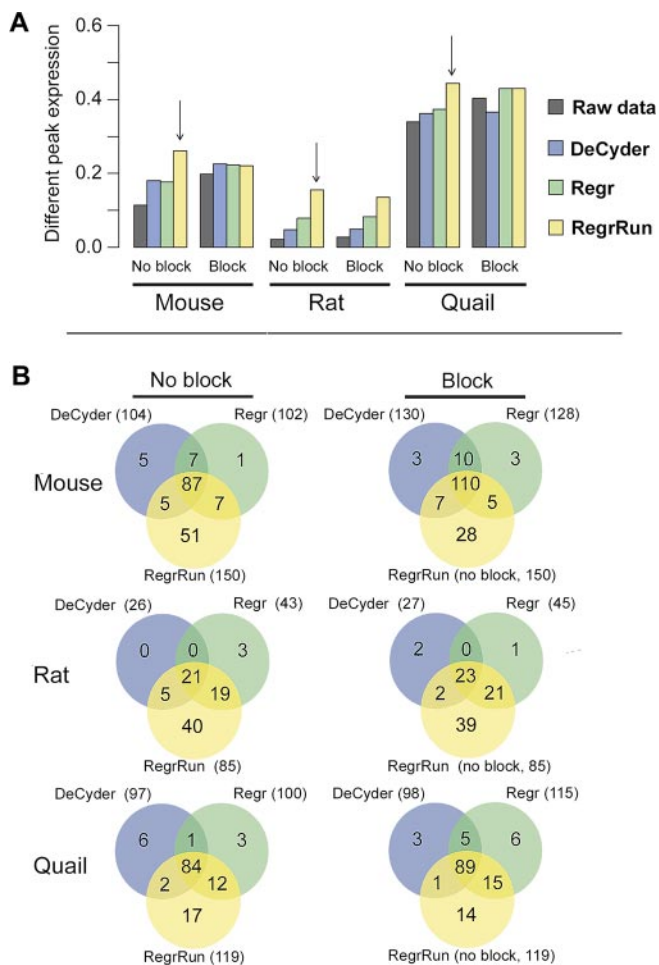 A
Different peak expression
0.6
0.4
0.2
0.0
No block Block No block Block No block Block
Mouse Rat Quail
Raw data
DeCyder
Regr
RegrRun
B
No block Block
DeCyder (104) Regr (102) DeCyder (130) Regr (128)
Mouse
5 7 1 3 10 3
87 110
5 7 7 5
51 28
RegrRun (150) RegrRun (no block, 150)
DeCyder (26) Regr (43) DeCyder (27) Regr (45)
Rat
0 0 3 2 0 1
21 23
5 19 2 21
40 39
RegrRun (85) RegrRun (no block, 85)
DeCyder (97) Regr (100) DeCyder (98) Regr (115)
Quail
6 1 3 3 5 6
84 89
2 12 1 15
17 14
RegrRun (119) RegrRun (no block, 119)